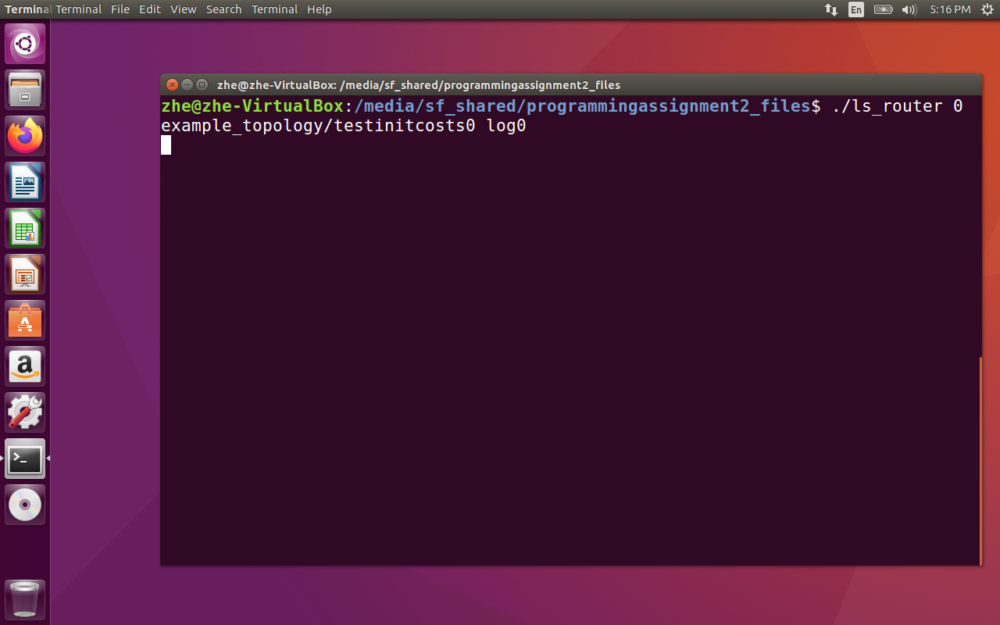 Terminal Terminal File Edit View Search Terminal Help En 5:16 PM
zhe@zhe-VirtualBox: /media/sf_shared/programmingassignment2_files
zhe@zhe-VirtualBox:/media/sf_shared/programmingassignment2_files$ ./ls_router 0
example_topology/testinitcosts0 log0